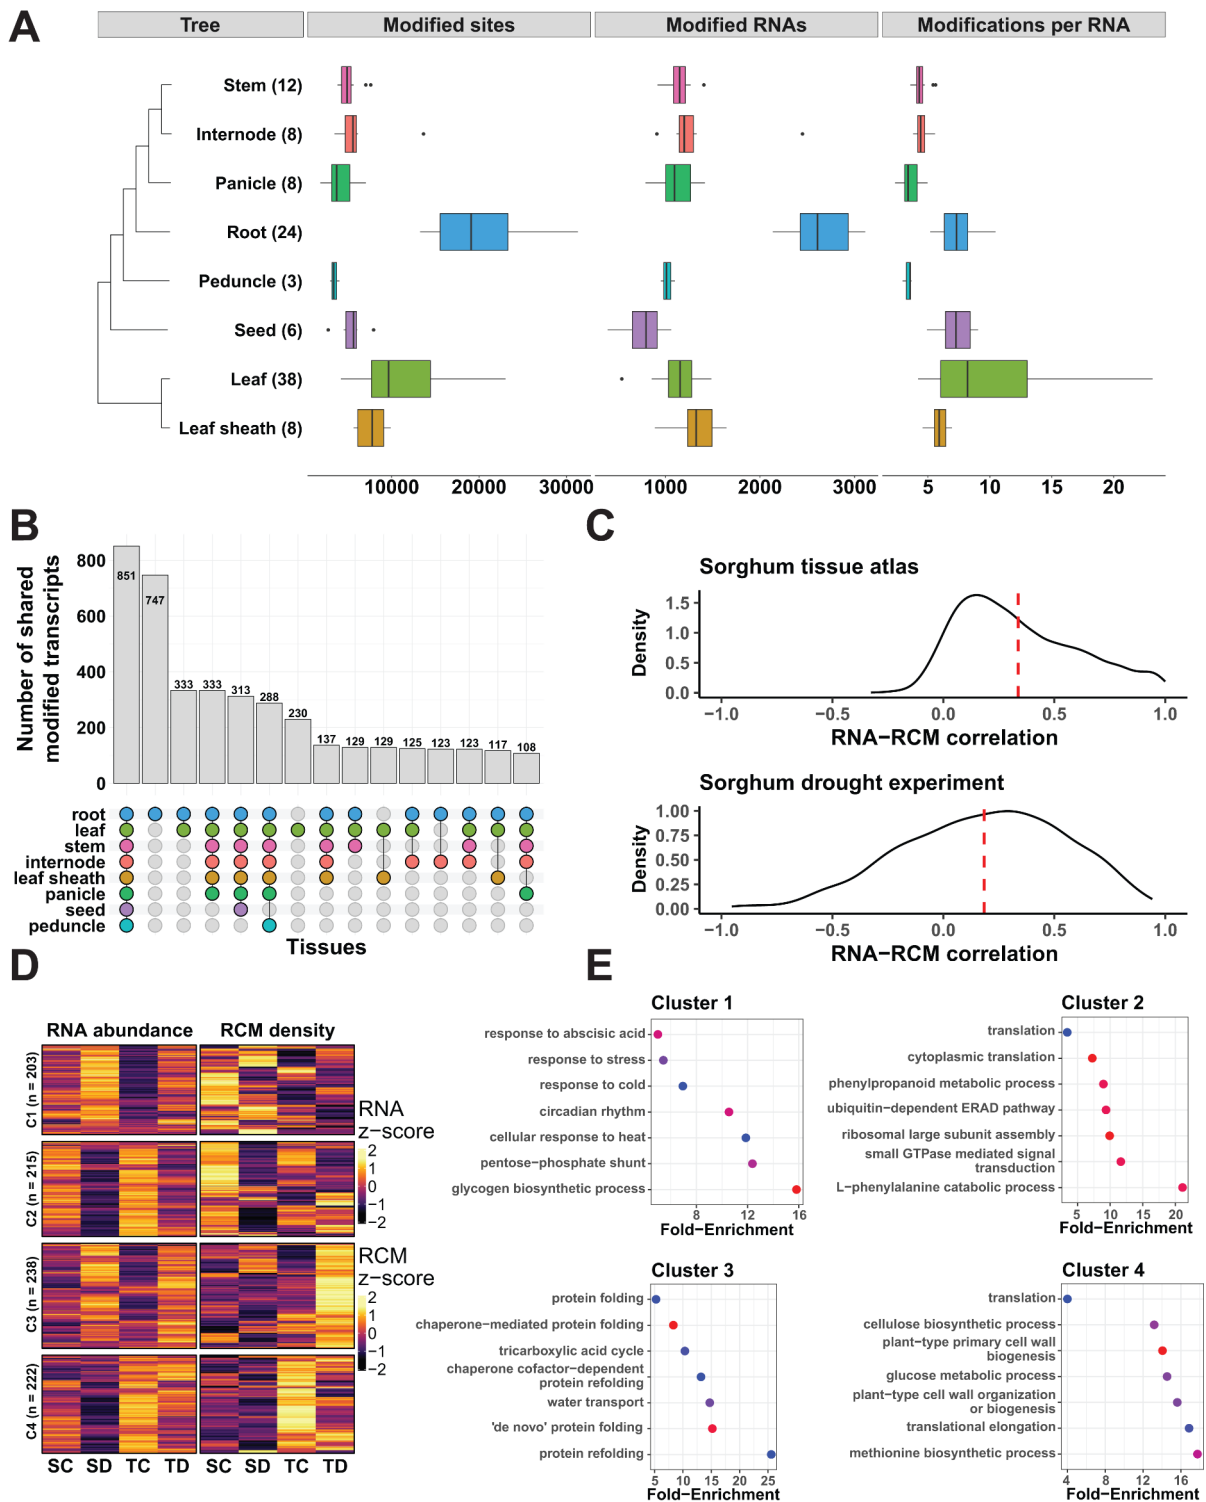 A
Tree
Modified sites
Modified RNAs
Modifications per RNA
Stem (12)
Internode (8)
Panicle (8)
Root (24)
Peduncle (3)
Seed (6)
Leaf (38)
Leaf sheath (8)
10000 20000 30000
1000 2000 3000
5 10 15 20
B
Number of shared
modified transcripts
800
600
400
200
0
851
747
333
333
313
288
230
137
129
129
125
123
123
117
108
root
leaf
stem
internode
leaf sheath
panicle
seed
peduncle
Tissues
C
Sorghum tissue atlas
Density
1.5
1.0
0.5
0.0
−1.0 −0.5 0.0 0.5 1.0
RNA−RCM correlation
Sorghum drought experiment
Density
1.00
0.75
0.50
0.25
0.00
−1.0 −0.5 0.0 0.5 1.0
RNA−RCM correlation
D
RNA abundance
RCM density
C1 (n = 203)
C2 (n = 215)
C3 (n = 238)
C4 (n = 222)
SC SD TC TD
SC SD TC TD
RNA
z−score
2
1
0
−1
−2
RCM
z−score
2
1
0
−1
−2
E
Cluster 1
response to abscisic acid
response to stress
response to cold
circadian rhythm
cellular response to heat
pentose−phosphate shunt
glycogen biosynthetic process
8 12 16
Fold−Enrichment
Cluster 2
translation
cytoplasmic translation
phenylpropanoid metabolic process
ubiquitin−dependent ERAD pathway
ribosomal large subunit assembly
small GTPase mediated signal
transduction
L−phenylalanine catabolic process
5 10 15 20
Fold−Enrichment
Cluster 3
protein folding
chaperone−mediated protein folding
tricarboxylic acid cycle
chaperone cofactor−dependent
protein refolding
water transport
'de novo' protein folding
protein refolding
5 10 15 20 25
Fold−Enrichment
Cluster 4
translation
cellulose biosynthetic process
plant−type primary cell wall
biogenesis
glucose metabolic process
plant−type cell wall organization
or biogenesis
translational elongation
methionine biosynthetic process
4 8 12 16
Fold−Enrichment